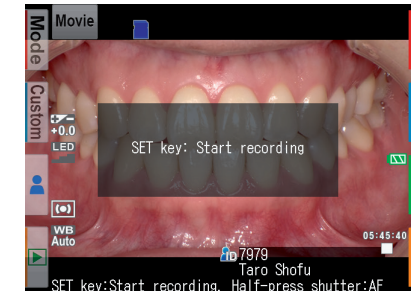 Movie
Mode
Custom
+0.0
LED
SET key: Start recording
WB
Auto
05:45:40
ID 7979
Taro Shofu
SET key:Start recording, Half-press shutter:AF